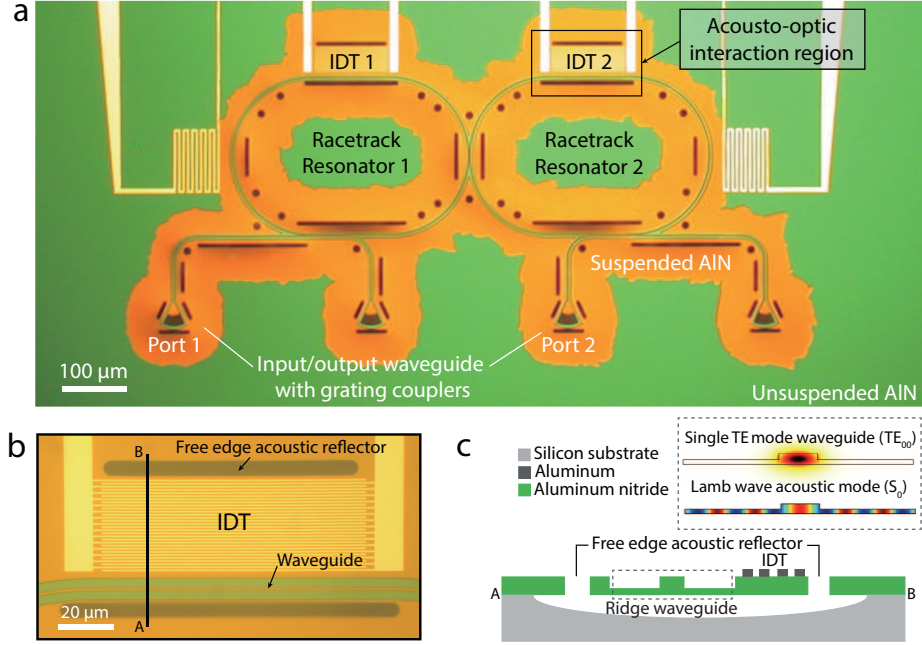 a
IDT 1
IDT 2
Acousto-optic
interaction region
Racetrack
Resonator 1
Racetrack
Resonator 2
Suspended AlN
Port 1
Port 2
Input/output waveguide
with grating couplers
100 μm
Unsuspended AlN
b
B
Free edge acoustic reflector
IDT
Waveguide
20 μm
A
c
Single TE mode waveguide (TE₀₀)
Silicon substrate
Aluminum
Aluminum nitride
Lamb wave acoustic mode (S₀)
Free edge acoustic reflector
IDT
A
B
Ridge waveguide